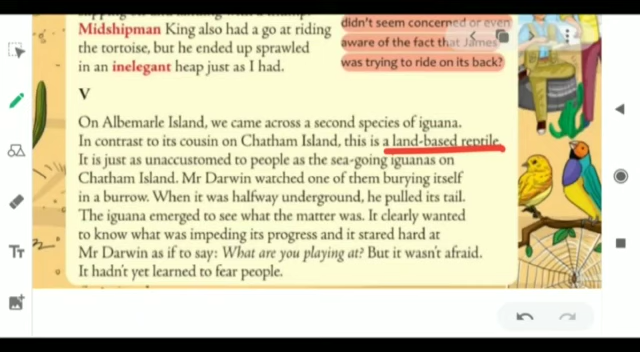 Midshipman King also had a go at riding
the tortoise, but he ended up sprawled
in an inelegant heap just as I had.
didn't seem concerned or even
aware of the fact that James
was trying to ride on its back?
V
On Albemarle Island, we came across a second species of iguana.
In contrast to its cousin on Chatham Island, this is a land-based reptile.
It is just as unaccustomed to people as the sea-going iguanas on
Chatham Island. Mr Darwin watched one of them burying itself
in a burrow. When it was halfway underground, he pulled its tail.
The iguana emerged to see what the matter was. It clearly wanted
to know what was impeding its progress and it stared hard at
Mr Darwin as if to say: What are you playing at? But it wasn't afraid.
It hadn't yet learned to fear people.
Tт